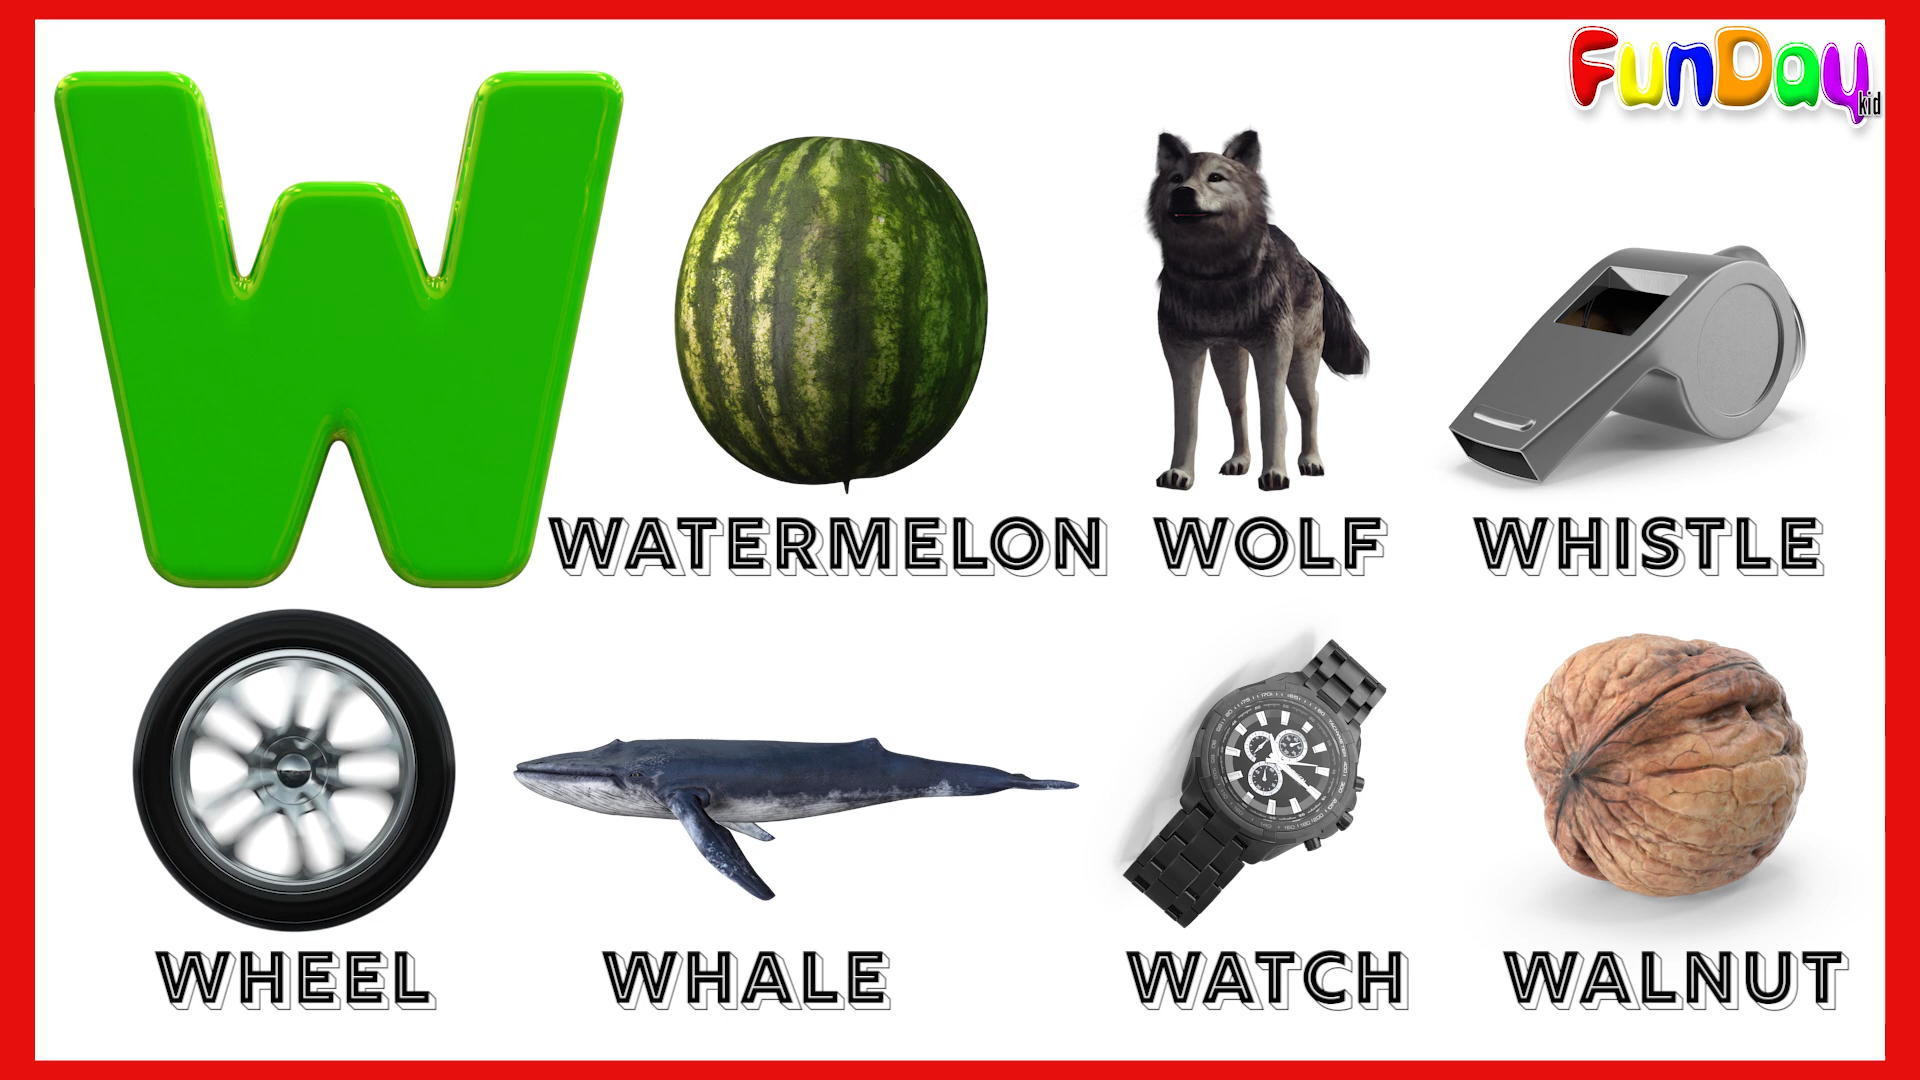 FunDay
kid
W
WATERMELON WOLF WHISTLE
WHEEL WHALE WATCH WALNUT